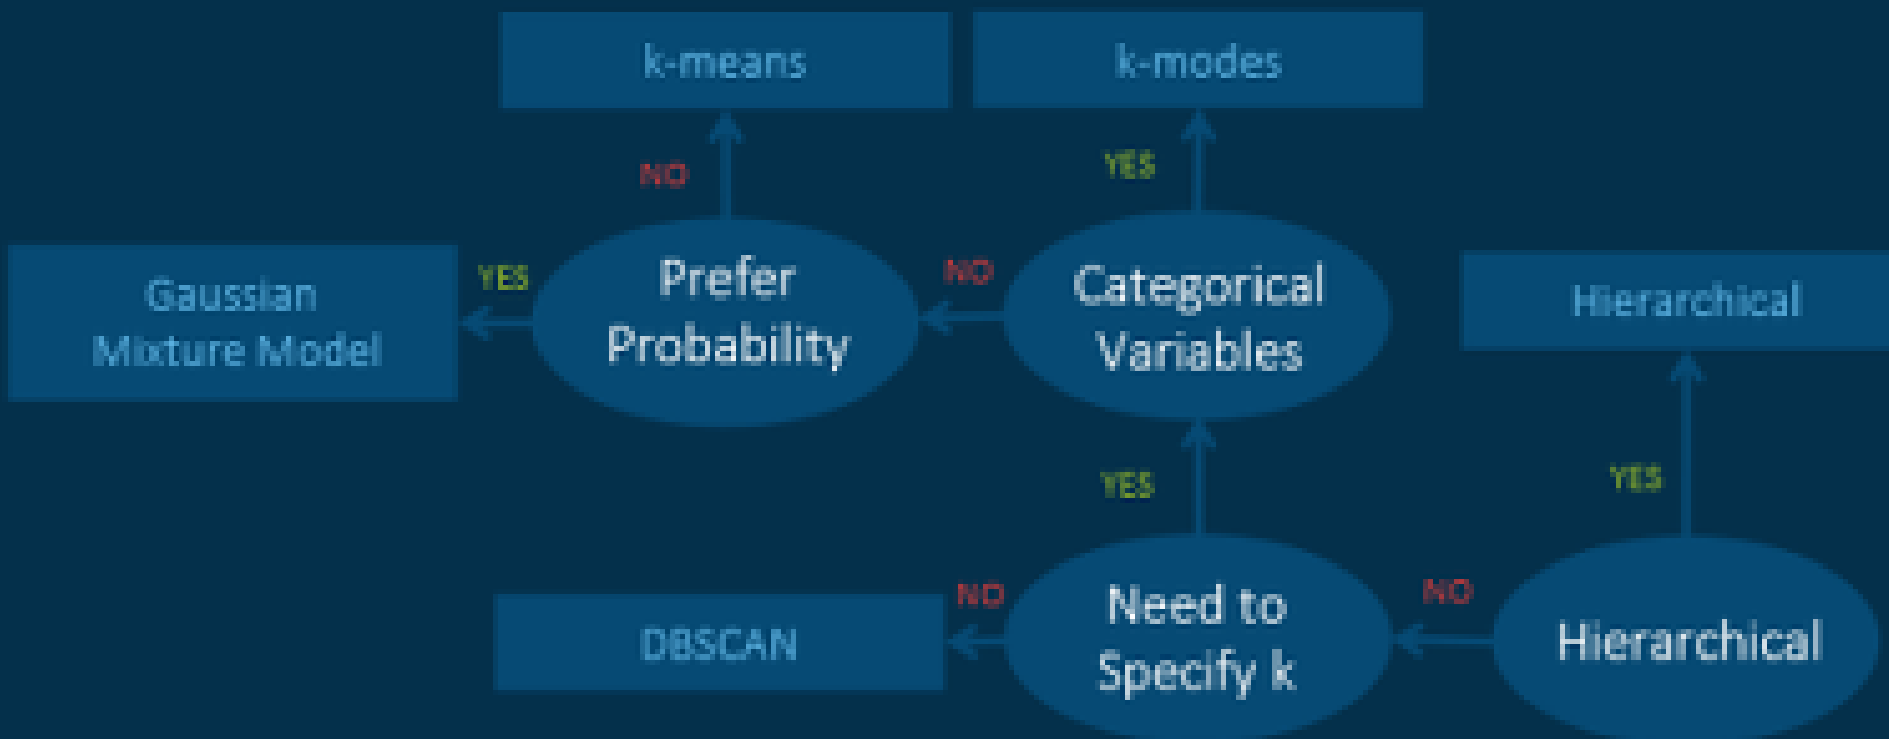 k-means
k-modes
NO
YES
Gaussian
Mixture Model
YES
Prefer
Probability
NO
Categorical
Variables
Hierarchical
YES
YES
DBSCAN
NO
Need to
Specify k
NO
Hierarchical